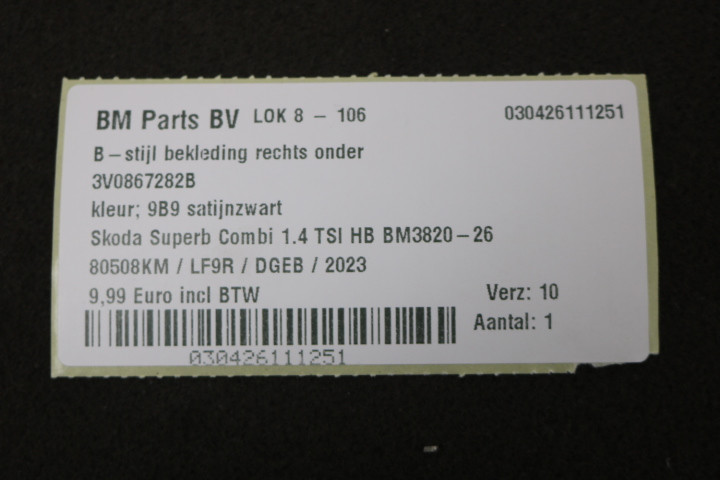 BM Parts BV LOK 8 - 106 030426111251
B-stijl bekleding rechts onder
3V0867282B
kleur; 9B9 satijnzwart
Skoda Superb Combi 1.4 TSI HB BM3820-26
80508KM / LF9R / DGEB / 2023
9,99 Euro incl BTW Verz: 10
Aantal: 1
030426111251